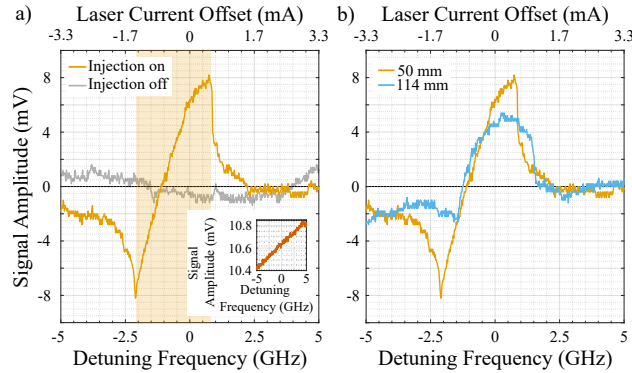 a)
Laser Current Offset (mA)
-3.3 -1.7 0 1.7 3.3
Injection on
Injection off
Signal Amplitude (mV)
8
4
0
-4
-8
10.8
10.6
10.4
-5 0 5
Signal
Amplitude (mV)
Detuning
Frequency (GHz)
-5 -2.5 0 2.5 5
Detuning Frequency (GHz)
b)
Laser Current Offset (mA)
-3.3 -1.7 0 1.7 3.3
50 mm
114 mm
8
4
0
-4
-8
-5 -2.5 0 2.5 5
Detuning Frequency (GHz)